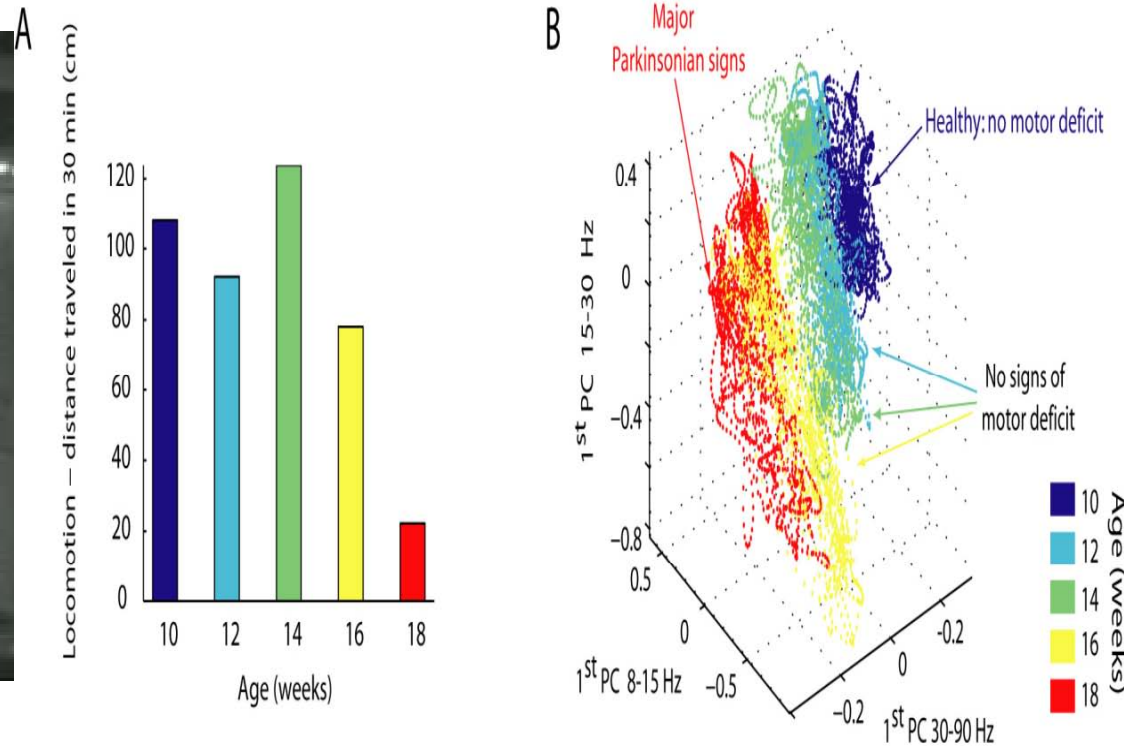 A
Locomotion – distance traveled in 30 min (cm)
120
100
80
60
40
20
0
10 12 14 16 18
Age (weeks)
B
Major
Parkinsonian signs
Healthy: no motor deficit
No signs of
motor deficit
1st PC 15-30 Hz
0.4
0
−0.4
−0.8
0.5
0
−0.5
1st PC 8-15 Hz
-0.2
0
−0.2
1st PC 30-90 Hz
10
12
14
16
18
Age (weeks)